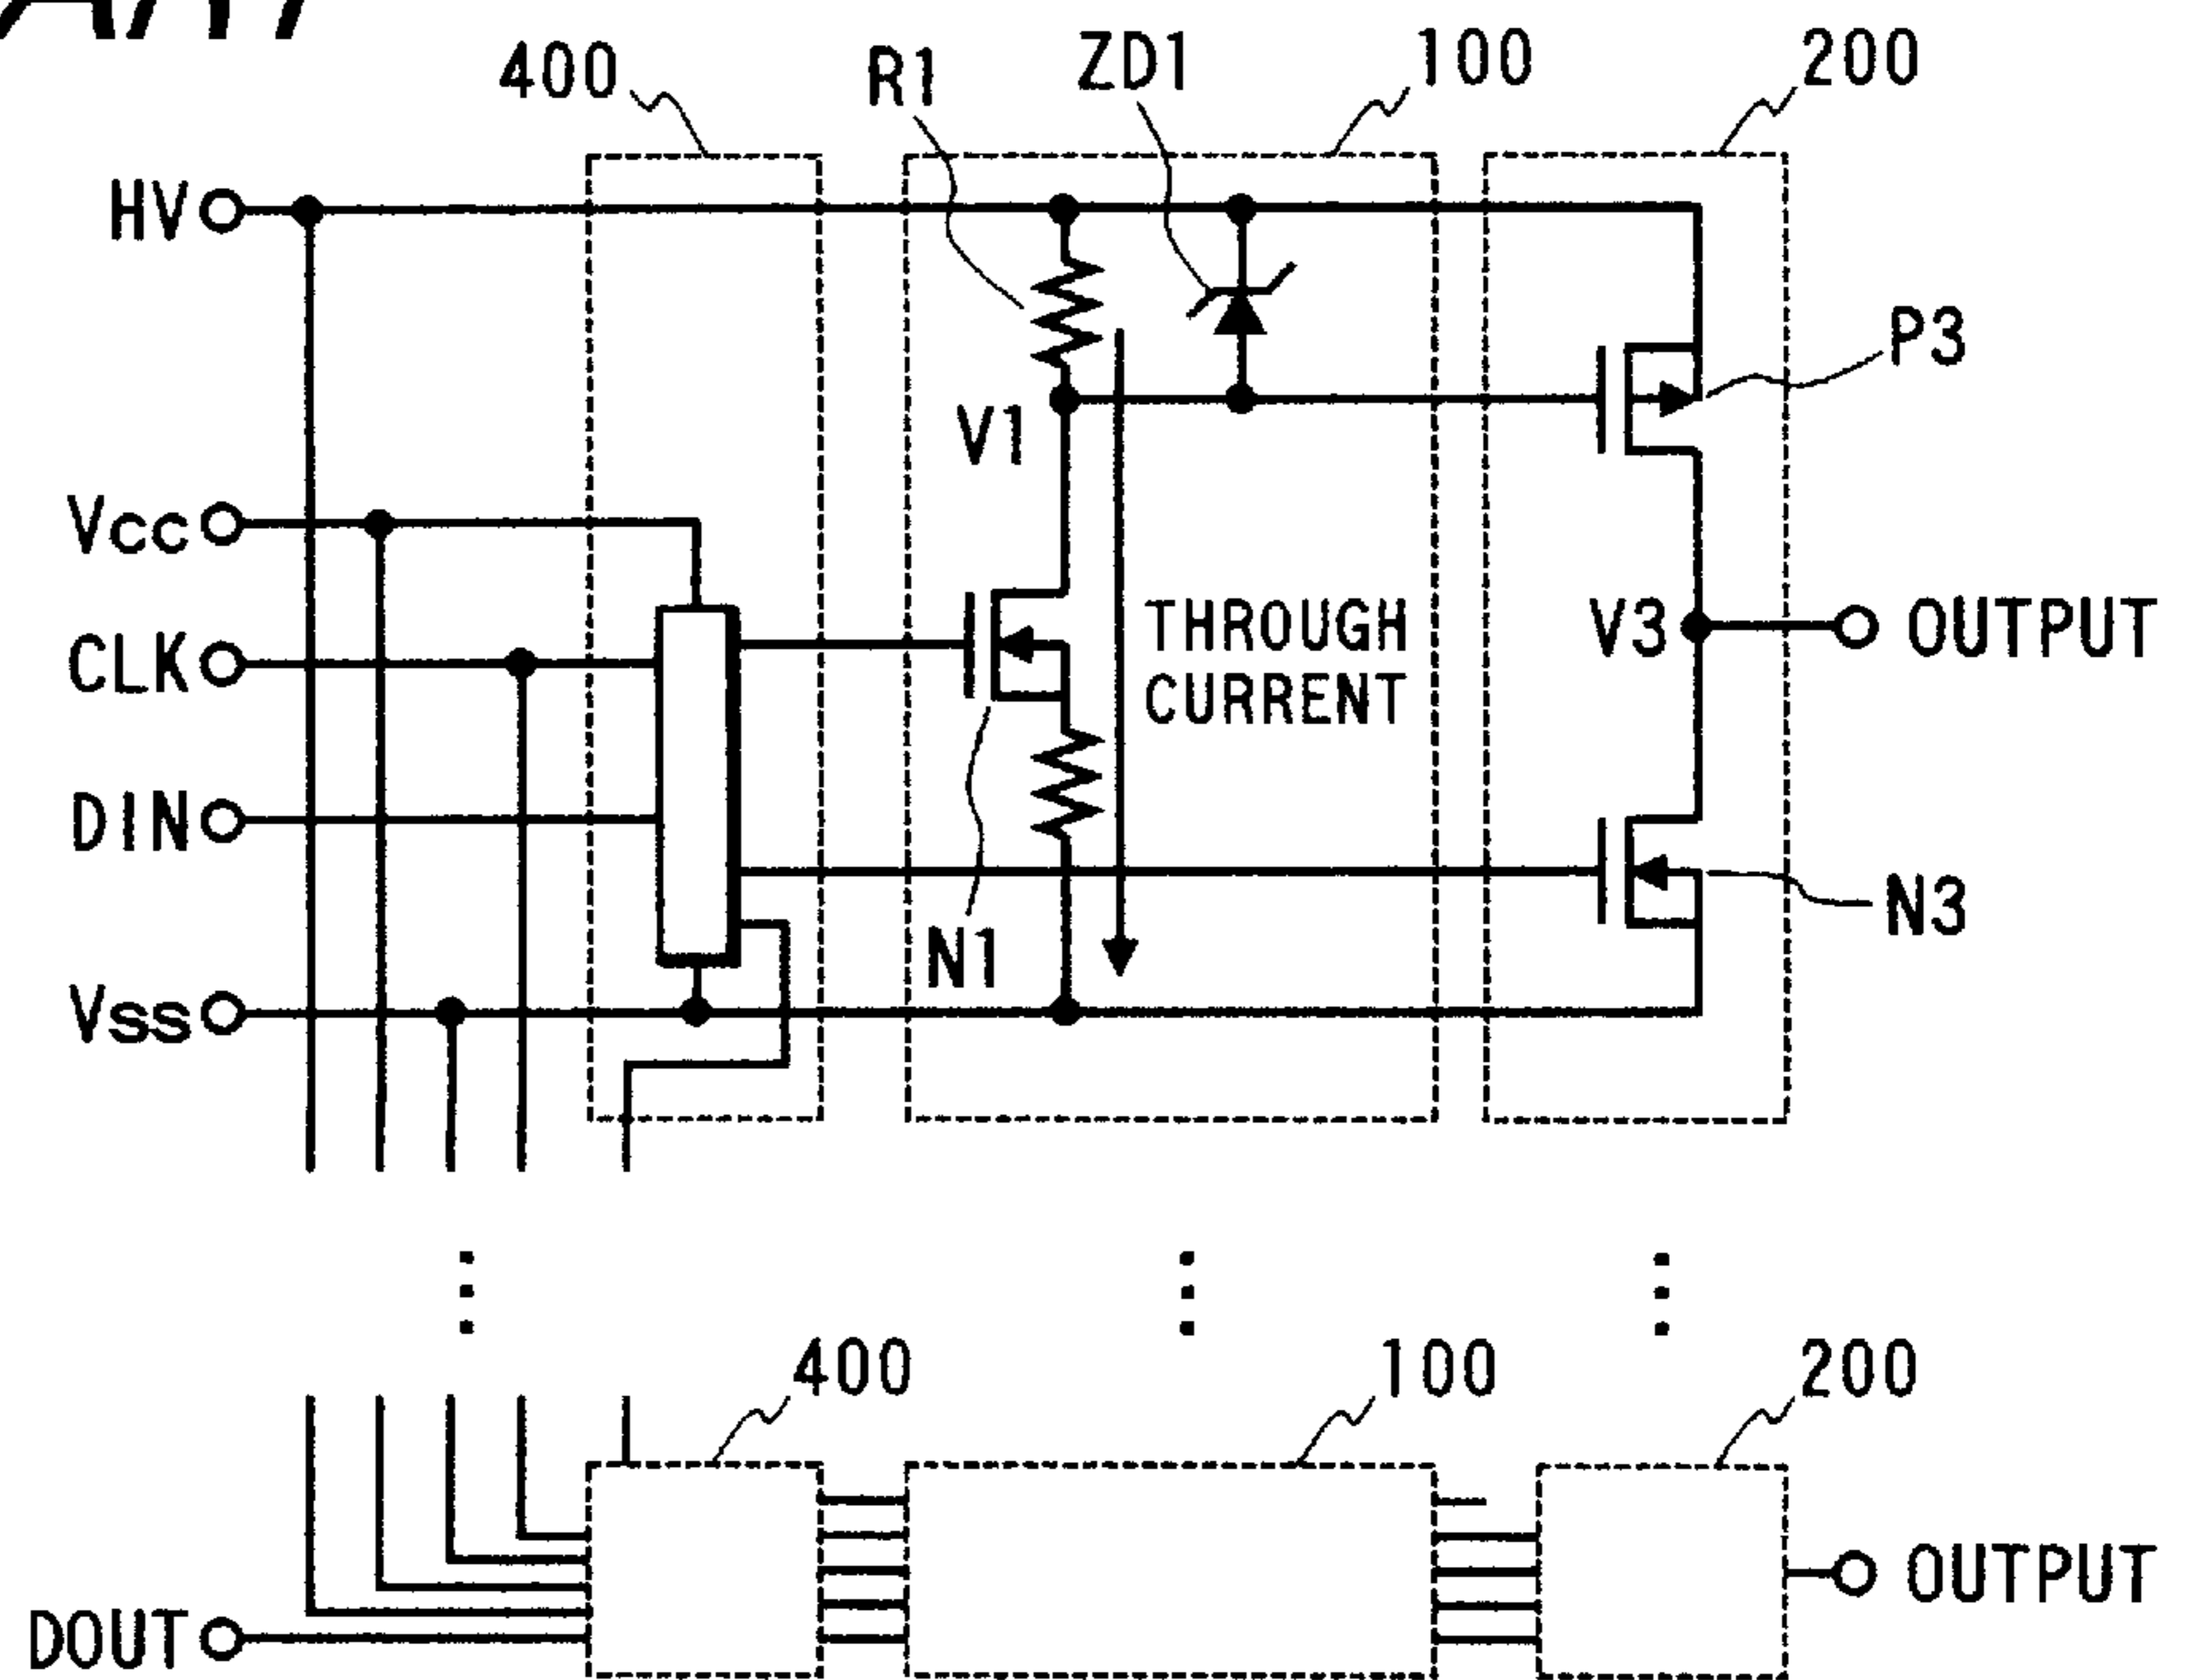 400 R1 ZD1 100 200
HV
P3
V1
Vcc
THROUGH
CURRENT
V3 OUTPUT
CLK
DIN
N3
N1
Vss
400 100 200
OUTPUT
DOUT